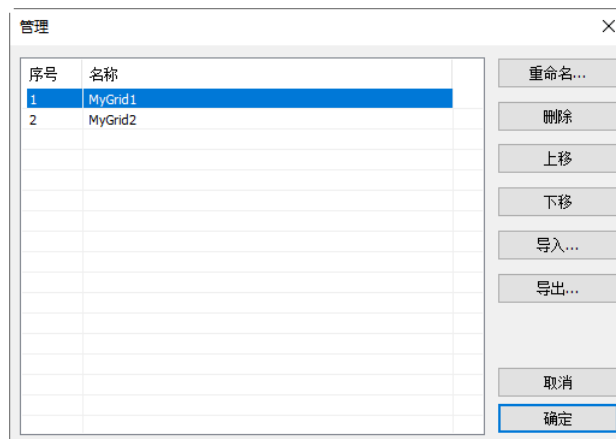 管理
序号 名称
1 MyGrid1
2 MyGrid2
重命名...
删除
上移
下移
导入...
导出...
取消
确定